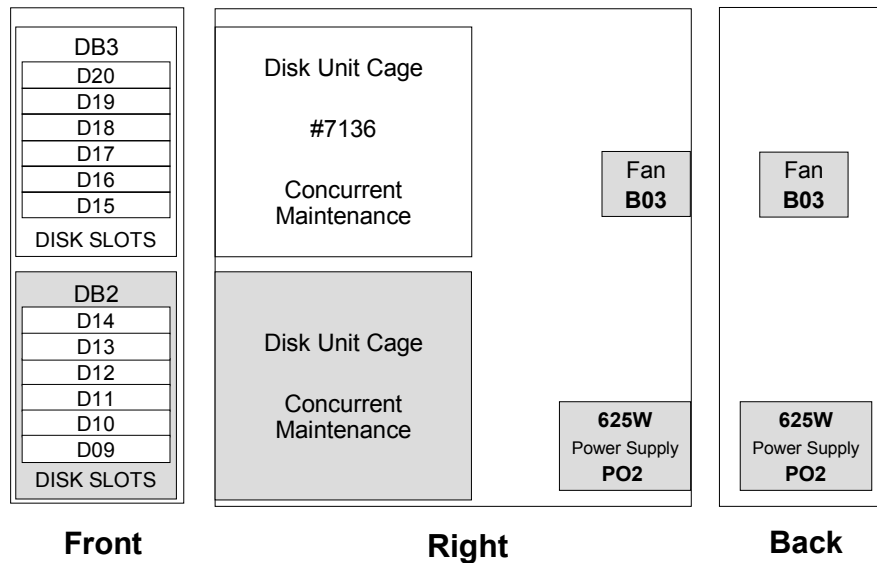 DB3
D20
D19
D18
D17
D16
D15
DISK SLOTS
DB2
D14
D13
D12
D11
D10
D09
DISK SLOTS
Front
Disk Unit Cage
#7136
Concurrent
Maintenance
Fan
B03
Disk Unit Cage
Concurrent
Maintenance
625W
Power Supply
PO2
Right
Fan
B03
625W
Power Supply
PO2
Back